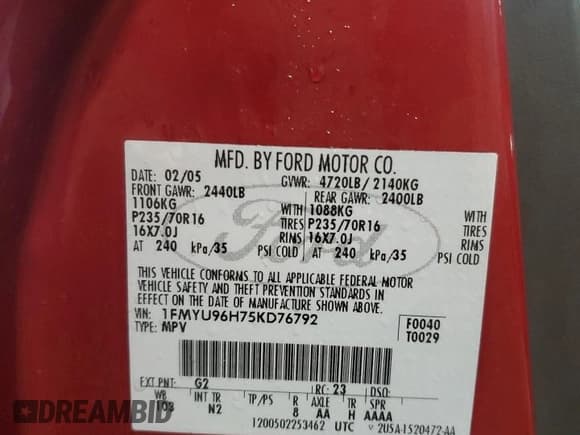 MFD. BY FORD MOTOR CO.
DATE: 02/05 GVWR: 4720LB/2140KG
FRONT GAWR: 2440LB REAR GAWR: 2400LB
1106KG WITH 1088KG WITH
P235/70R16 TIRES P235/70R16 TIRES
16X7.0J RIMS 16X7.0J RIMS
AT 240 kPa/35 PSI COLD AT 240 kPa/35 PSI COLD
THIS VEHICLE CONFORMS TO ALL APPLICABLE FEDERAL MOTOR
VEHICLE SAFETY AND THEFT PREVENTION STANDARDS IN
EFFECT ON THE DATE OF MANUFACTURE SHOWN ABOVE.
VIN: 1FMYU96H75KD76792 F0040
TYPE: MPV T0029
EXT PNT: G2 RC: 23 DSO:
WB INT TR TP/PS R AXLE TR SPR
103 N2 8 AA H AAAA
1200502253462 UTC 2U5A-1520472-AA
Ford
DREAMBID